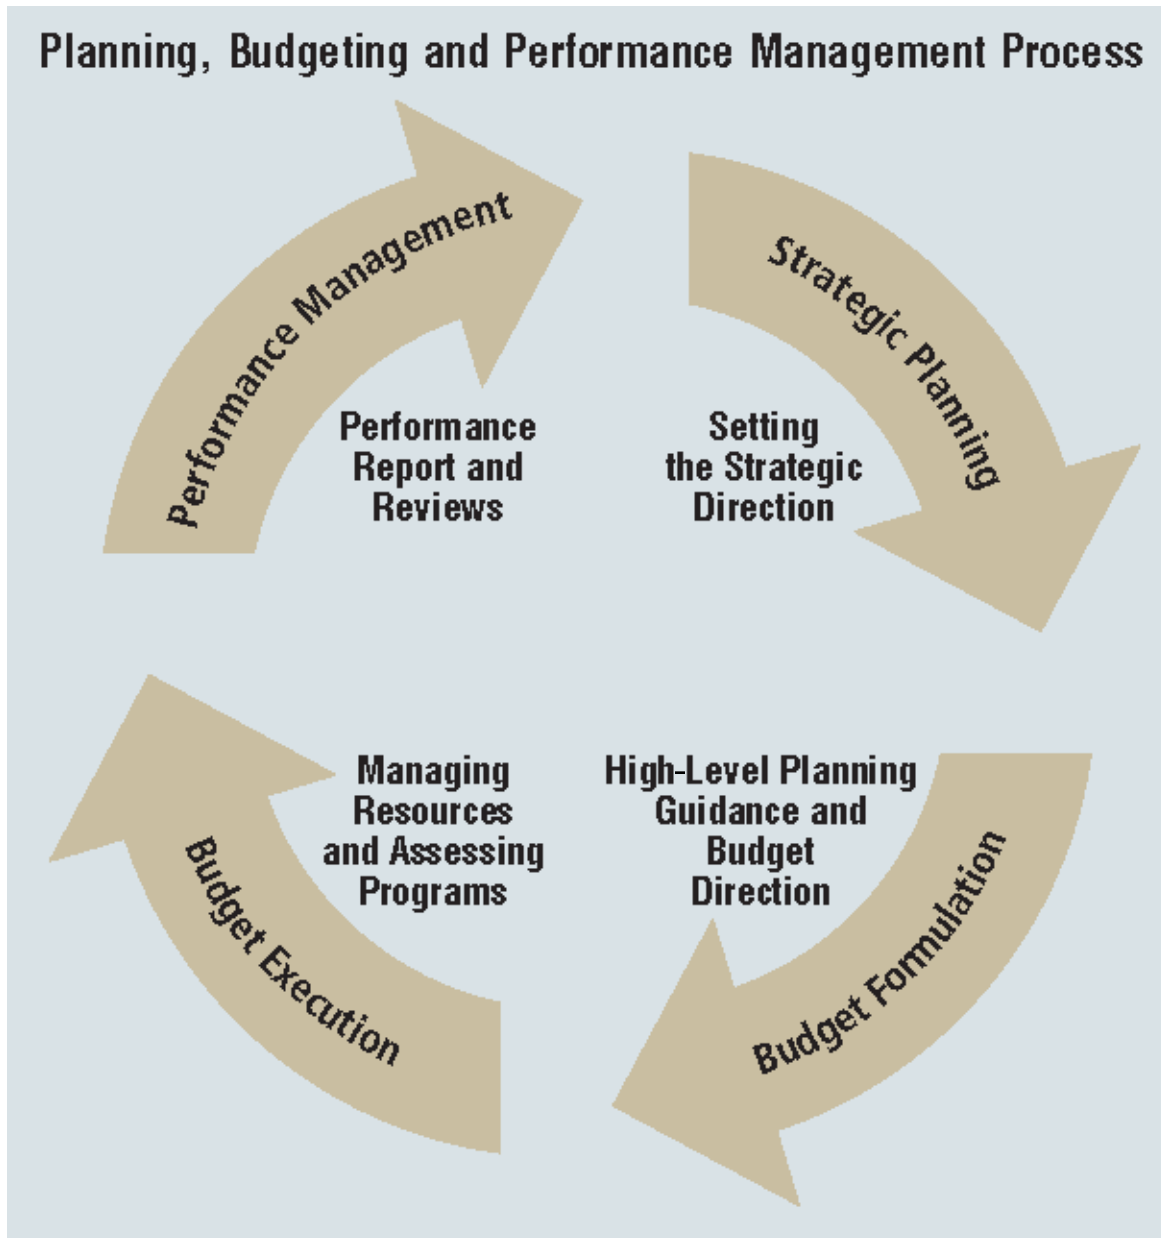 Planning, Budgeting and Performance Management Process
Performance Management
Strategic Planning
Performance
Report and
Reviews
Setting
the Strategic
Direction
Managing
Resources
and Assessing
Programs
High-Level Planning
Guidance and
Budget
Direction
Budget Execution
Budget Formulation